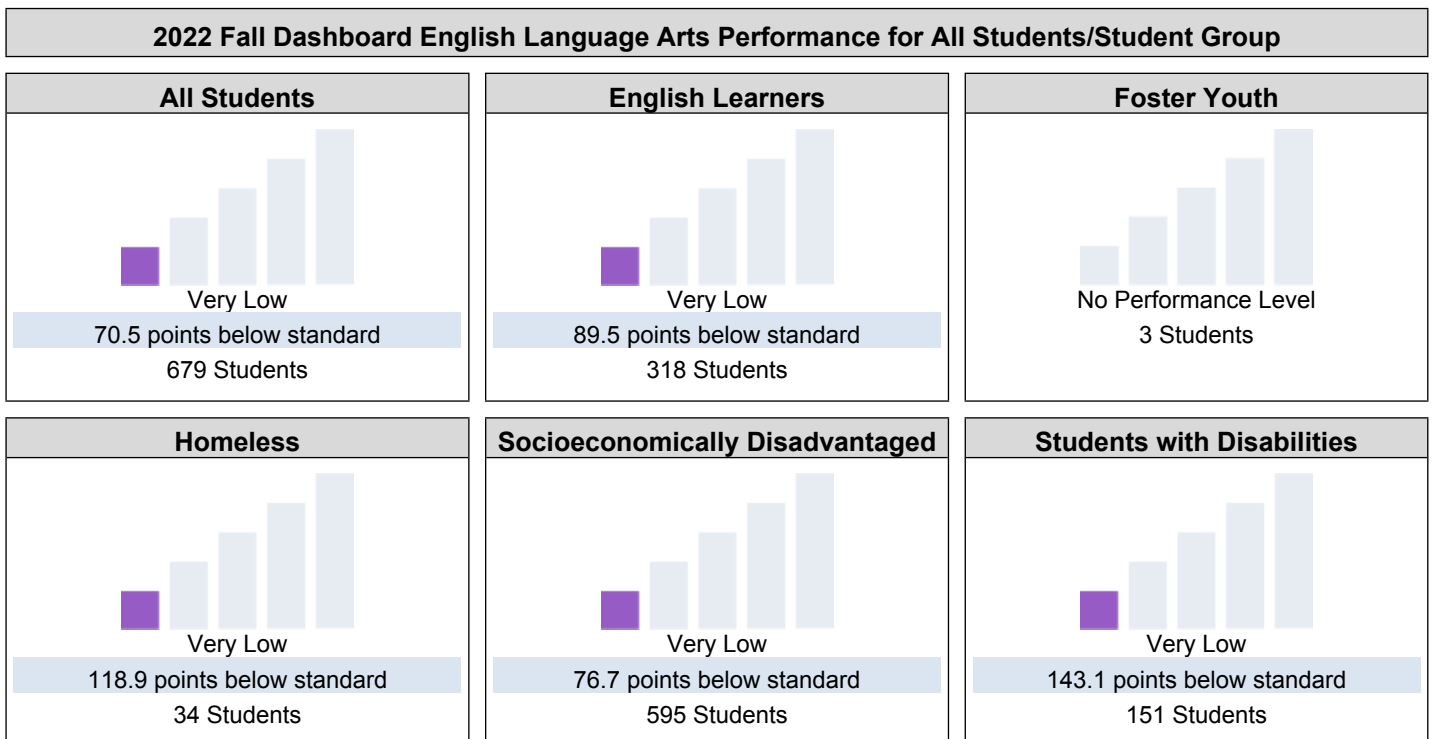 2022 Fall Dashboard English Language Arts Performance for All Students/Student Group
All Students
Very Low
70.5 points below standard
679 Students
English Learners
Very Low
89.5 points below standard
318 Students
Foster Youth
No Performance Level
3 Students
Homeless
Very Low
118.9 points below standard
34 Students
Socioeconomically Disadvantaged
Very Low
76.7 points below standard
595 Students
Students with Disabilities
Very Low
143.1 points below standard
151 Students